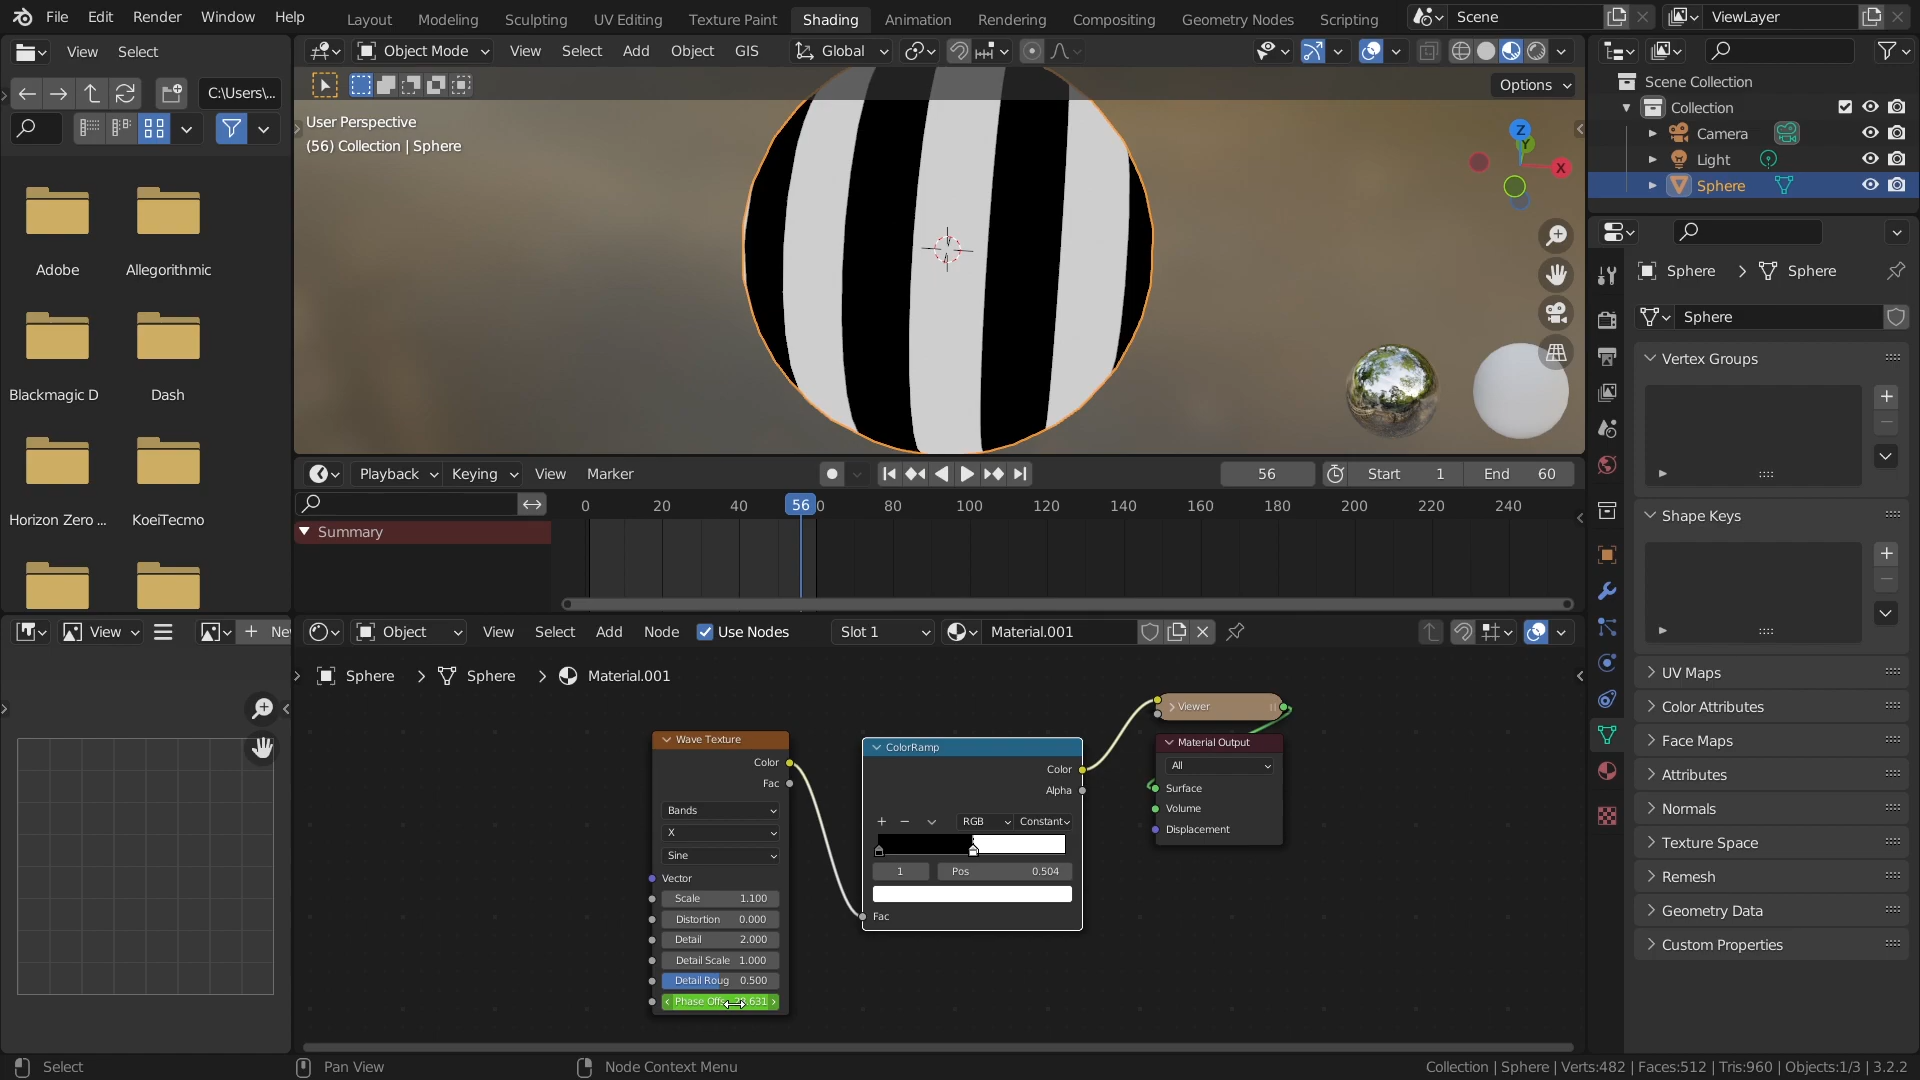 File Edit Render Window Help
Layout Modeling Sculpting UV Editing Texture Paint Shading Animation Rendering Compositing Geometry Nodes Scripting
Scene
ViewLayer
View Select
C:\Users\...
Adobe Allegorithmic
Blackmagic D Dash
Horizon Zero ... KoeiTecmo
Object Mode View Select Add Object GIS
Global
Options
User Perspective
(56) Collection | Sphere
Z
Y
X
Playback Keying View Marker
56
Start 1
End 60
0 20 40 56 80 100 120 140 160 180 200 220 240
Summary
View
Object View Select Add Node Use Nodes
Slot 1
Material.001
Sphere > Sphere > Material.001
Wave Texture
Color
Fac
Bands
X
Sine
Vector
Scale 1.100
Distortion 0.000
Detail 2.000
Detail Scale 1.000
Detail Roug 0.500
ColorRamp
Color
Alpha
RGB Constant
1
Pos 0.504
Fac
Viewer
Material Output
All
Surface
Volume
Displacement
Scene Collection
Collection
Camera
Light
Sphere
Sphere > Sphere
Sphere
Vertex Groups
Shape Keys
UV Maps
Color Attributes
Face Maps
Attributes
Normals
Texture Space
Remesh
Geometry Data
Custom Properties
Select
Pan View
Node Context Menu
Collection | Sphere | Verts:482 | Faces:512 | Tris:960 | Objects:1/3 | 3.2.2